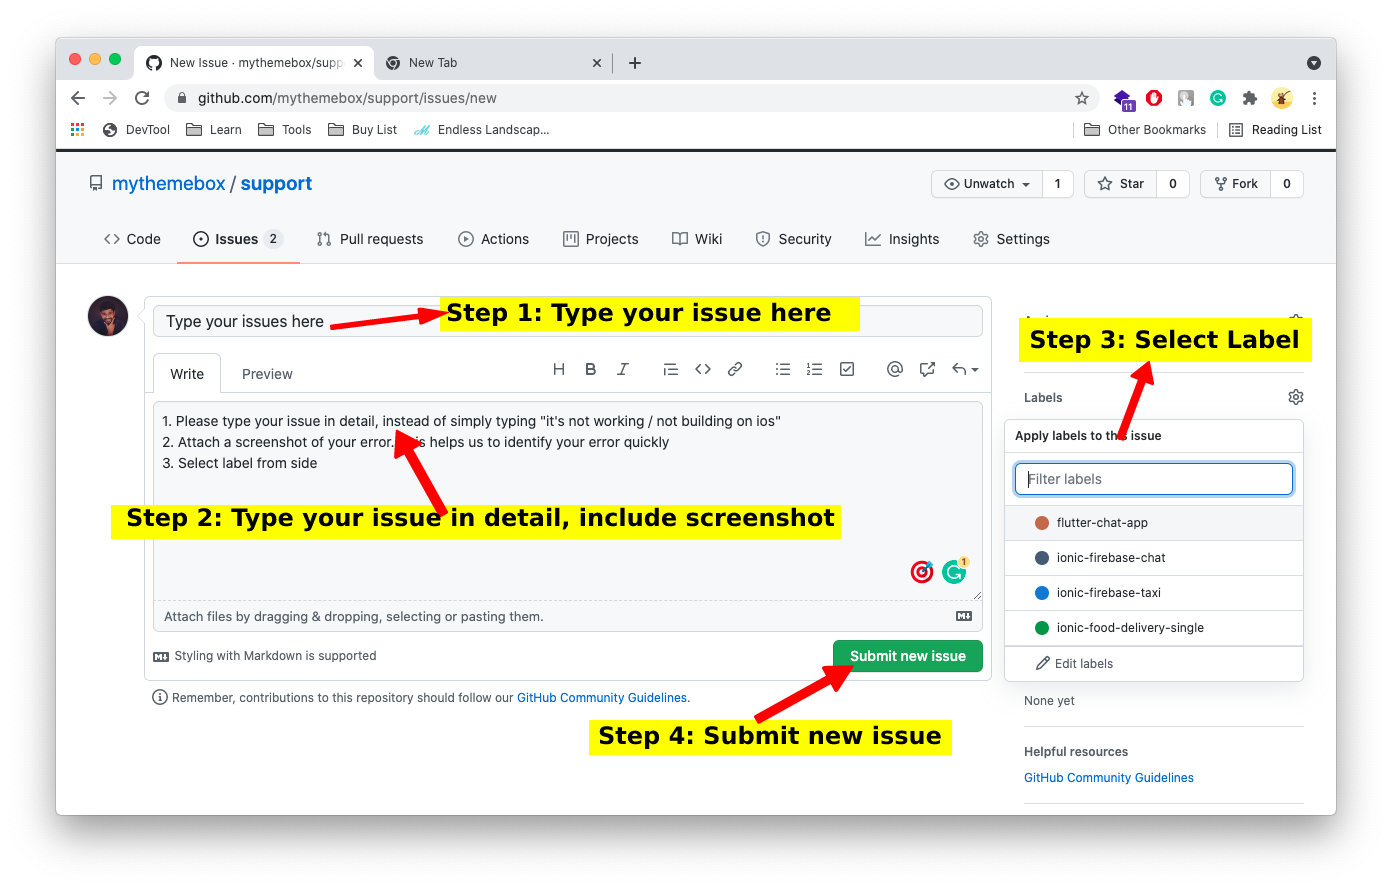 New Issue · mythemebox/supp
New Tab
github.com/mythemebox/support/issues/new
11
DevTool
Learn
Tools
Buy List
Endless Landscap...
Other Bookmarks
Reading List
mythemebox / support
Unwatch 1
Star 0
Fork 0
Code
Issues 2
Pull requests
Actions
Projects
Wiki
Security
Insights
Settings
Type your issues here
Step 1: Type your issue here
Step 3: Select Label
Write
Preview
Labels
Apply labels to this issue
Filter labels
flutter-chat-app
ionic-firebase-chat
ionic-firebase-taxi
ionic-food-delivery-single
Edit labels
None yet
Helpful resources
GitHub Community Guidelines
1. Please type your issue in detail, instead of simply typing "it's not working / not building on ios"
2. Attach a screenshot of your error. This helps us to identify your error quickly
3. Select label from side
Step 2: Type your issue in detail, include screenshot
1
Attach files by dragging & dropping, selecting or pasting them.
Styling with Markdown is supported
Submit new issue
Remember, contributions to this repository should follow our GitHub Community Guidelines.
Step 4: Submit new issue